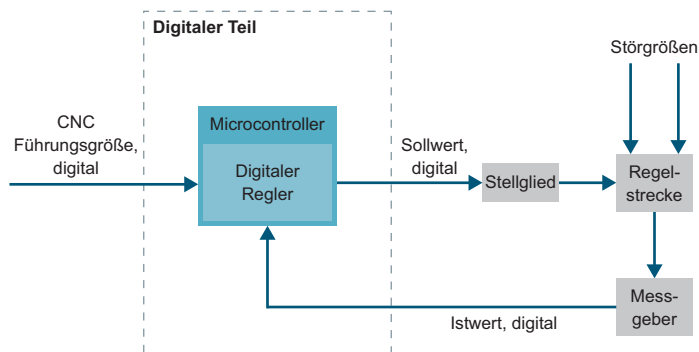 Digitaler Teil
Störgrößen
CNC
Führungsgröße,
digital
Microcontroller
Digitaler
Regler
Sollwert,
digital
Stellglied
Regel-
strecke
Mess-
geber
Istwert, digital